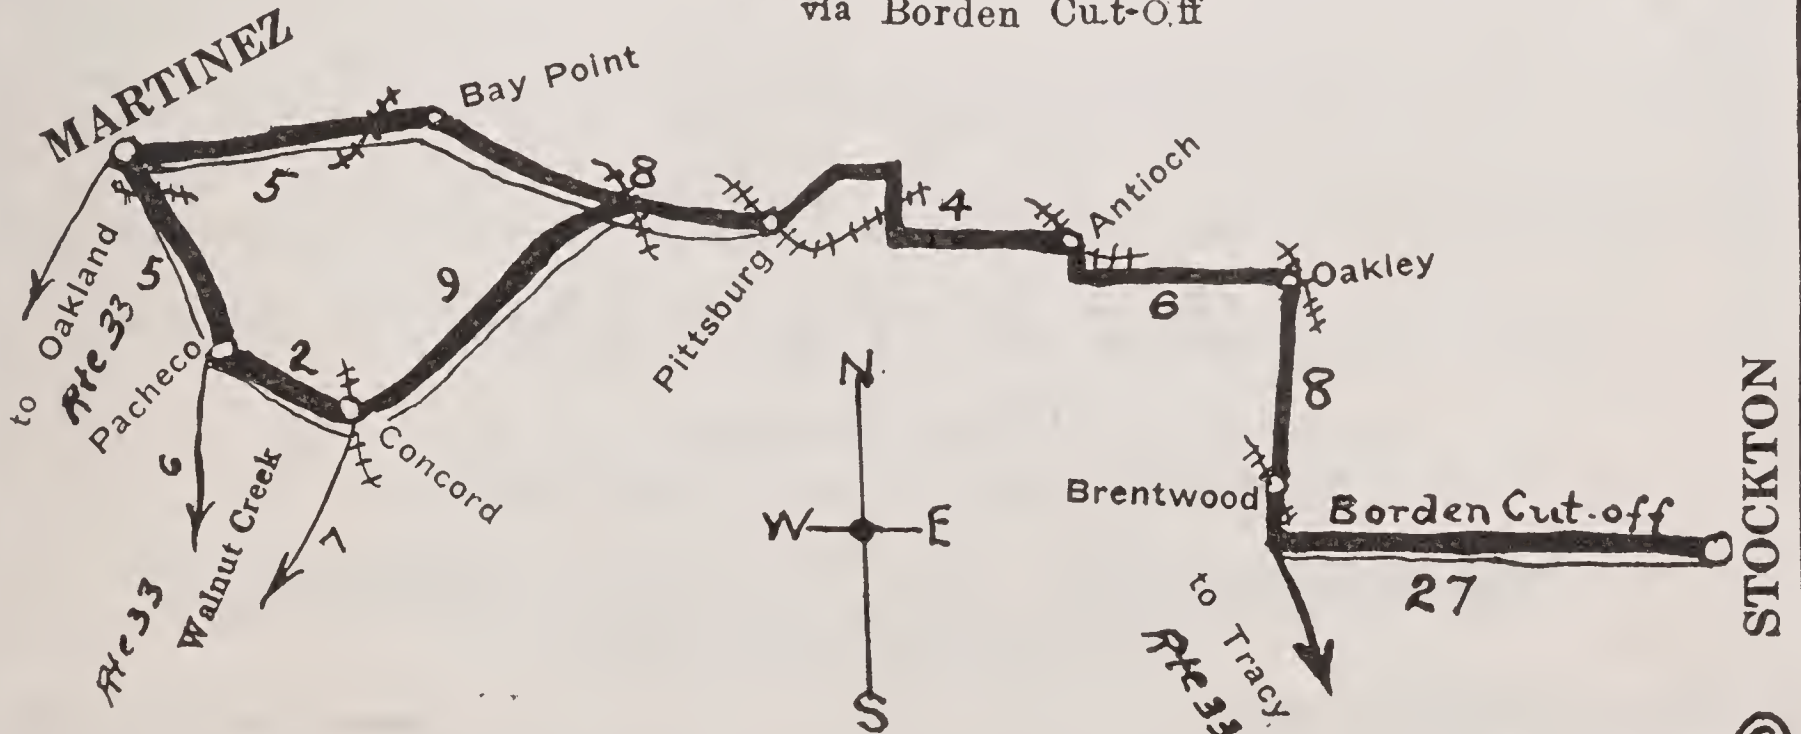 via Borden Cut-Off
MARTINEZ
Bay Point
5
8
4
Antioch
to Oakland
Rte 33
5
9
Pittsburg
Oakley
6
Pacheco
2
Concord
N
W
E
S
8
6
Walnut Creek
Rte 33
7
Brentwood
Borden Cut-off
27
STOCKTON
to Tracy
Rte 33